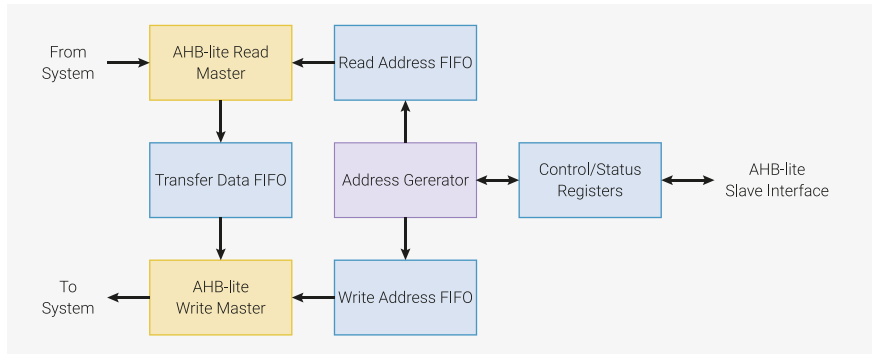 From
System
AHB-lite Read
Master
Read Address FIFO
Transfer Data FIFO
Address Gererator
Control/Status
Registers
AHB-lite
Slave Interface
To
System
AHB-lite
Write Master
Write Address FIFO